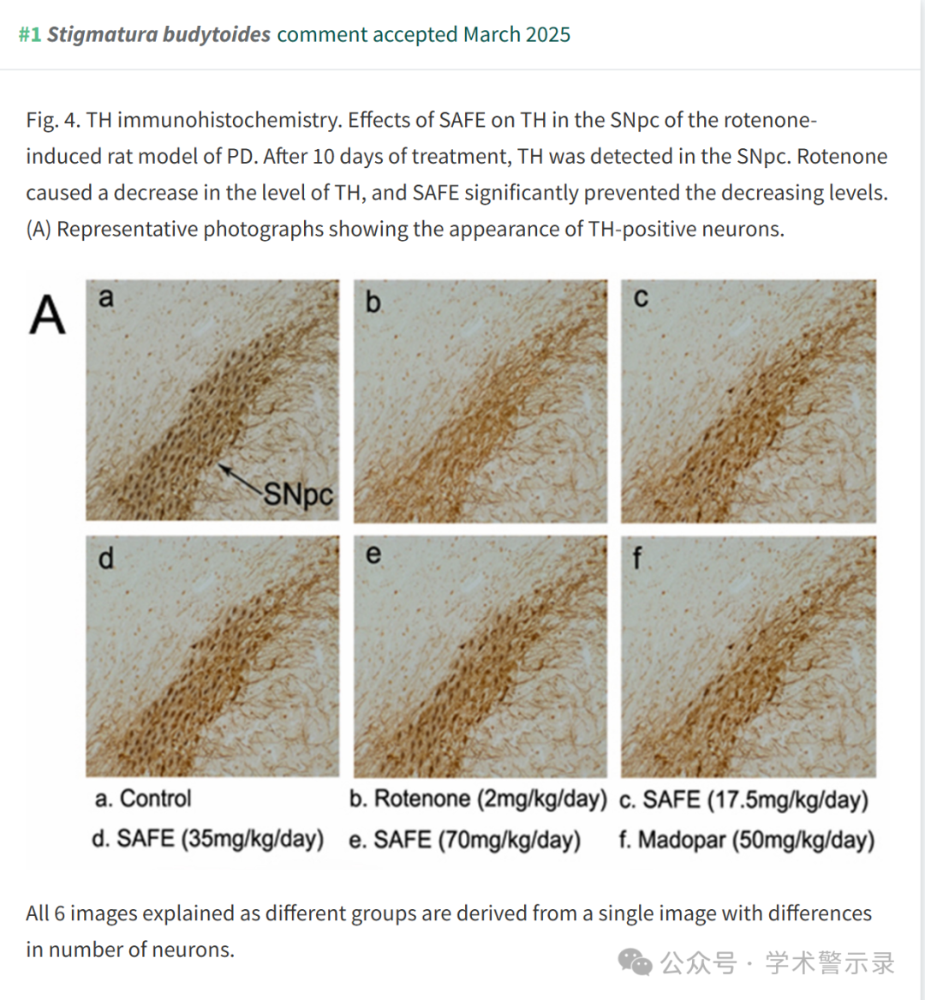 #1 Stigmatura budytoides comment accepted March 2025
Fig. 4. TH immunohistochemistry. Effects of SAFE on TH in the SNpc of the rotenone-
induced rat model of PD. After 10 days of treatment, TH was detected in the SNpc. Rotenone
caused a decrease in the level of TH, and SAFE significantly prevented the decreasing levels.
(A) Representative photographs showing the appearance of TH-positive neurons.
A
a
b
c
SNpc
d
e
f
a. Control
b. Rotenone (2mg/kg/day)
c. SAFE (17.5mg/kg/day)
d. SAFE (35mg/kg/day)
e. SAFE (70mg/kg/day)
f. Madopar (50mg/kg/day)
All 6 images explained as different groups are derived from a single image with differences
in number of neurons.
公众号 · 学术警示录